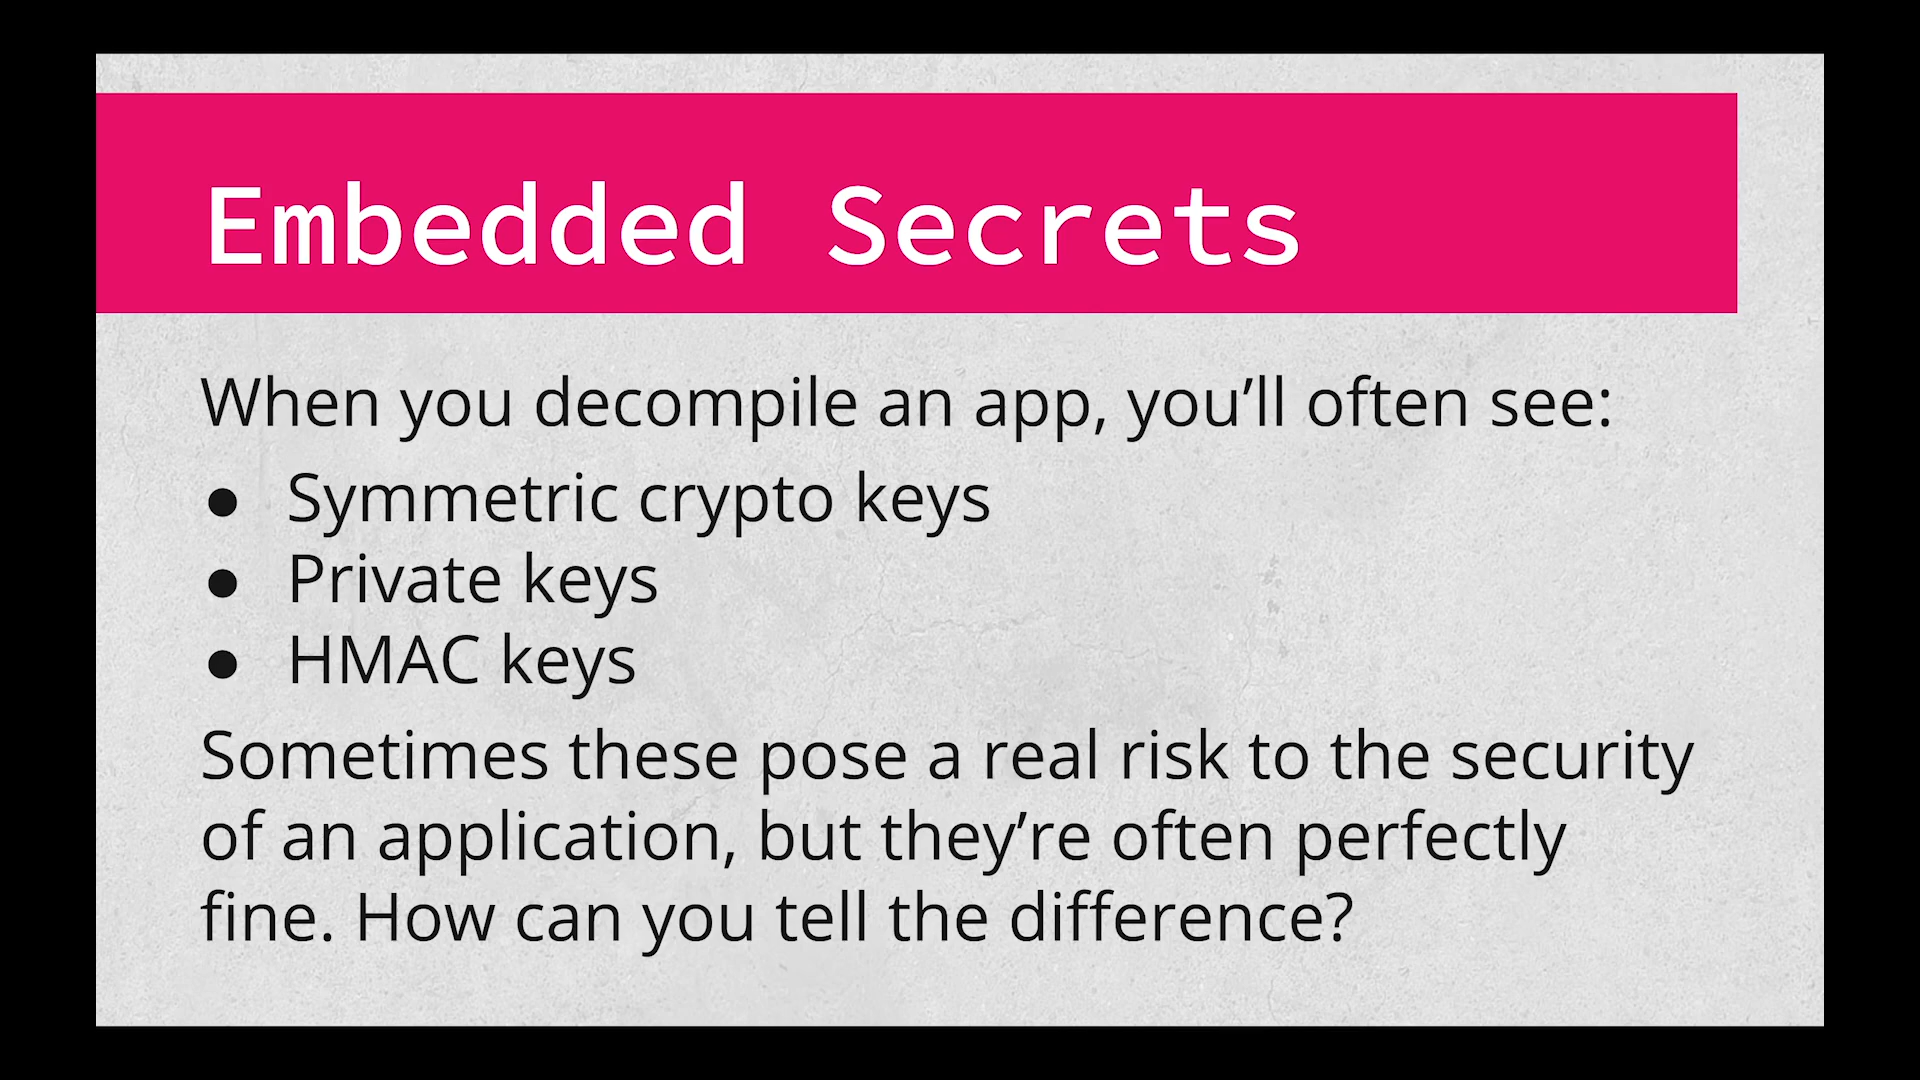 Embedded Secrets
When you decompile an app, you’ll often see:
● Symmetric crypto keys
● Private keys
● HMAC keys
Sometimes these pose a real risk to the security
of an application, but they’re often perfectly
fine. How can you tell the difference?